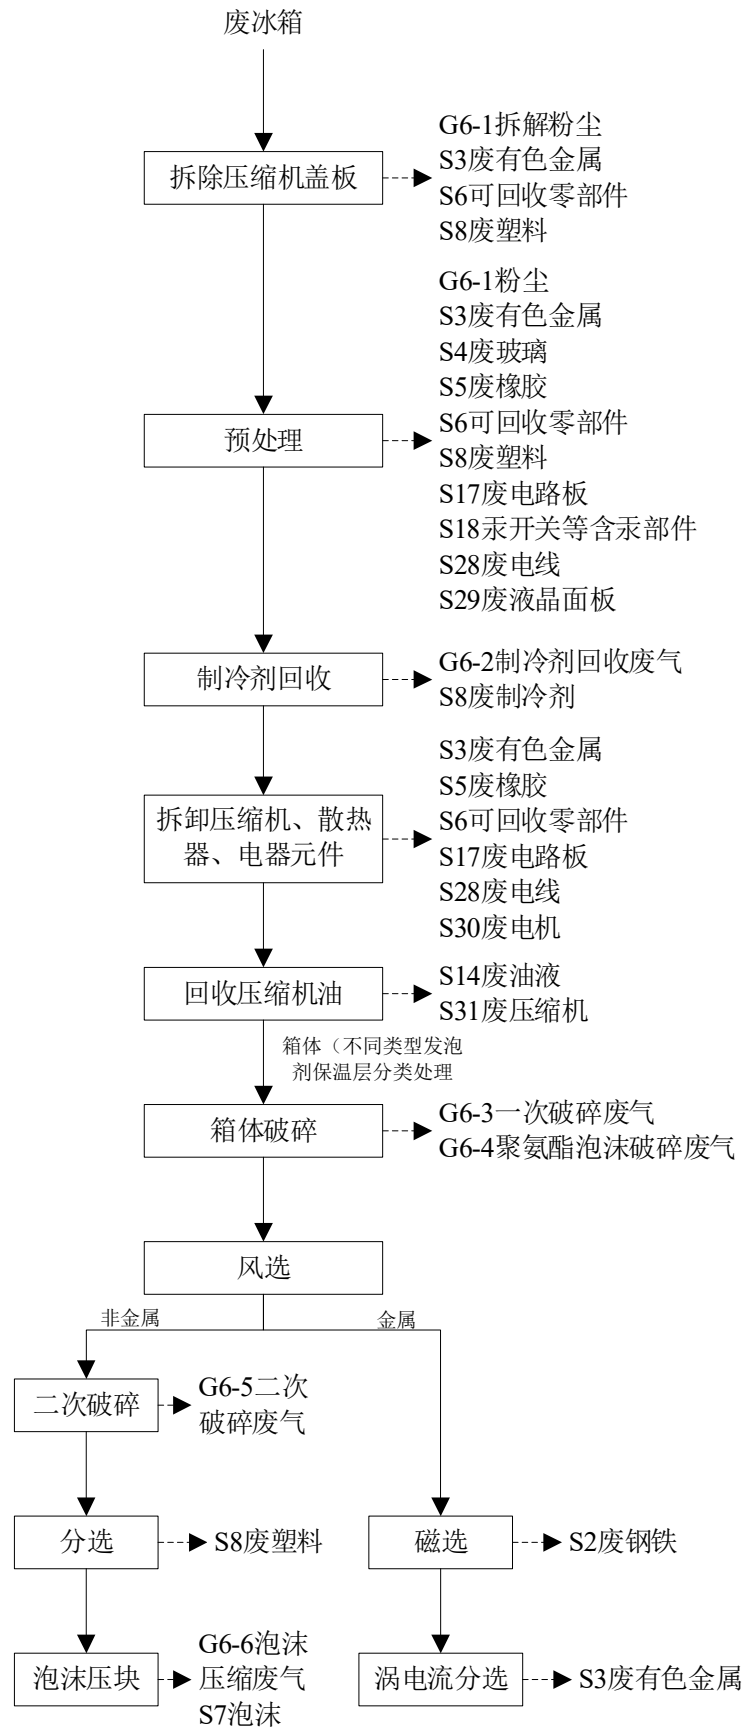 废冰箱
拆除压缩机盖板
G6-1拆解粉尘
S3废有色金属
S6可回收零部件
S8废塑料
预处理
G6-1粉尘
S3废有色金属
S4废玻璃
S5废橡胶
S6可回收零部件
S8废塑料
S17废电路板
S18汞开关等含汞部件
S28废电线
S29废液晶面板
制冷剂回收
G6-2制冷剂回收废气
S8废制冷剂
拆卸压缩机、散热
器、电器元件
S3废有色金属
S5废橡胶
S6可回收零部件
S17废电路板
S28废电线
S30废电机
回收压缩机油
S14废油液
S31废压缩机
箱体（不同类型发泡
剂保温层分类处理
箱体破碎
G6-3一次破碎废气
G6-4聚氨酯泡沫破碎废气
风选
非金属
金属
二次破碎
G6-5二次
破碎废气
分选
S8废塑料
磁选
S2废钢铁
泡沫压块
G6-6泡沫
压缩废气
S7泡沫
涡电流分选
S3废有色金属